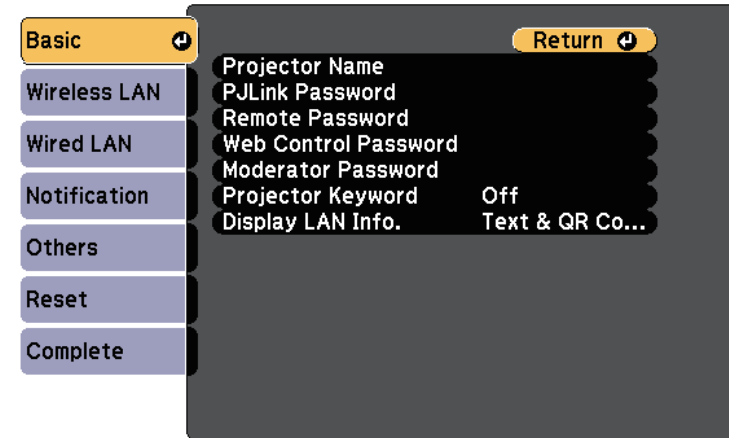 Basic
Wireless LAN
Wired LAN
Notification
Others
Reset
Complete
Return
Projector Name
PJLink Password
Remote Password
Web Control Password
Moderator Password
Projector Keyword Off
Display LAN Info. Text & QR Co...